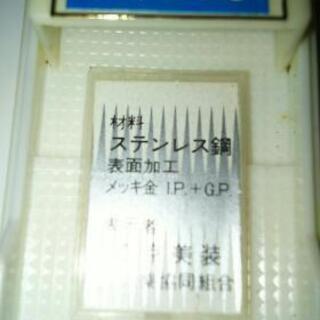 材料
ステンレス鋼
表面加工
メッキ金 I.P.+G.P.
表示者
美装
協同組合